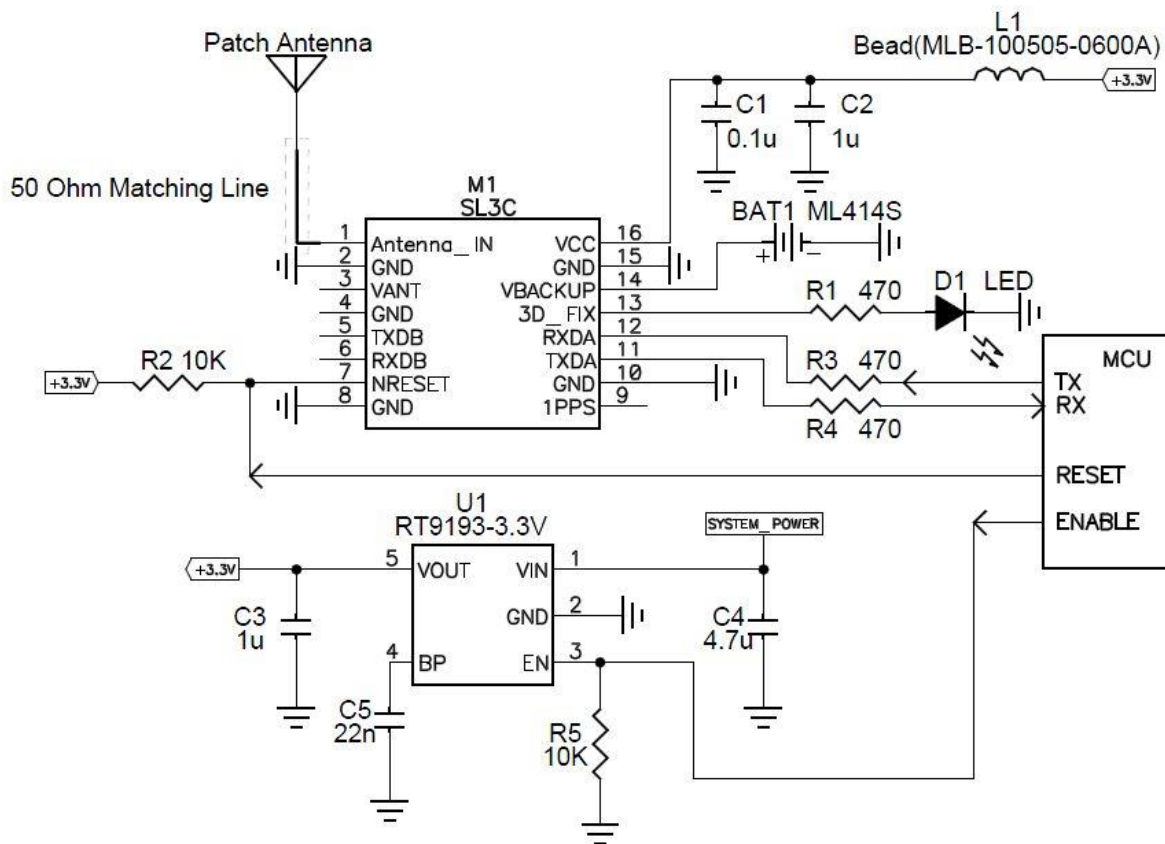 L1
Bead(MLB-100505-0600A)
Patch Antenna
+3.3V
C1
0.1u
C2
1u
50 Ohm Matching Line
M1
SL3C
BAT1 ML414S
+ −
1 Antenna_IN VCC 16
2 GND GND 15
3 VANT VBACKUP 14
4 GND 3D_FIX 13
5 TXDB RXDA 12
6 RXDB TXDA 11
7 NRESET GND 10
8 GND 1PPS 9
R1 470
D1 LED
R2 10K
+3.3V
R3 470
R4 470
MCU
TX
RX
RESET
ENABLE
U1
RT9193-3.3V
SYSTEM_POWER
+3.3V
5 VOUT VIN 1
GND 2
4 BP EN 3
C3
1u
C4
4.7u
C5
22n
R5
10K